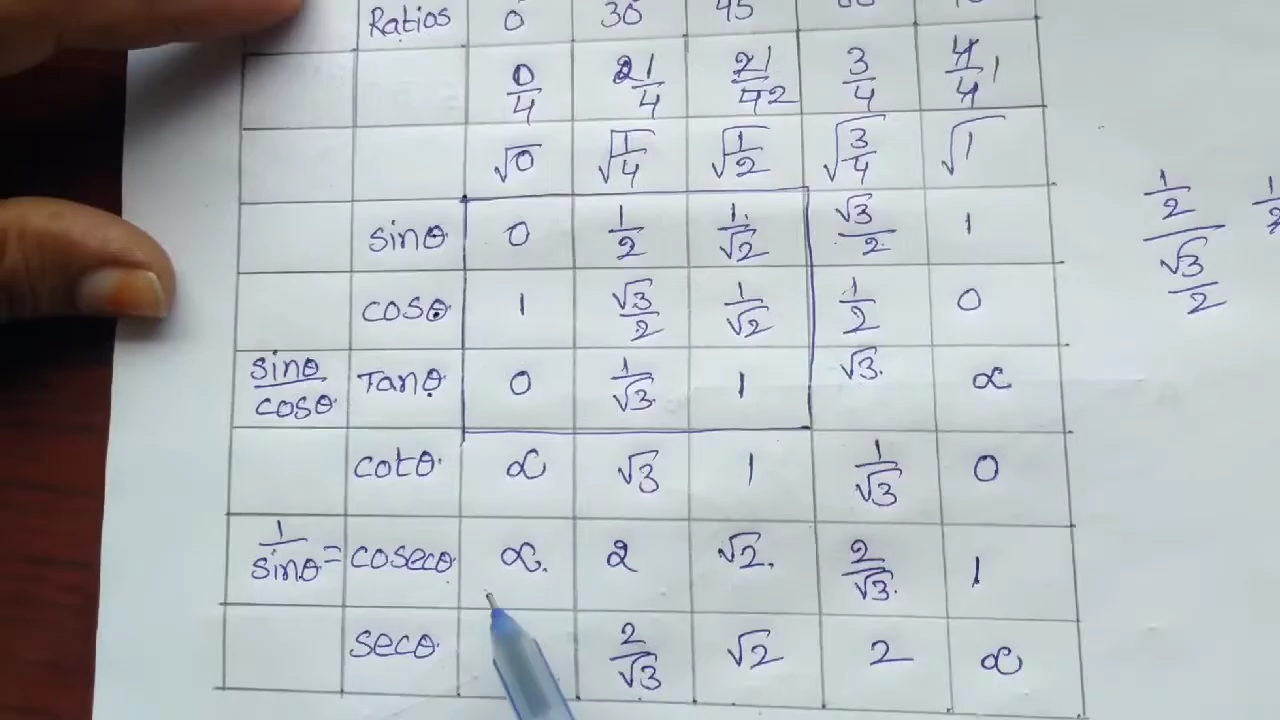 Ratios 0 30 45
0/4 21/4 21/42 3/4 4/4 1
√0 √1/4 √1/2 √3/4 √1
sinθ 0 1/2 1/√2 √3/2 1
cosθ 1 √3/2 1/√2 1/2 0
sinθ/cosθ Tanθ 0 1/√3 1 √3 ∝
cotθ ∝ √3 1 1/√3 0
1/sinθ = cosecθ ∝ 2 √2 2/√3 1
secθ 2/√3 √2 2 ∝
1/2
√3/2